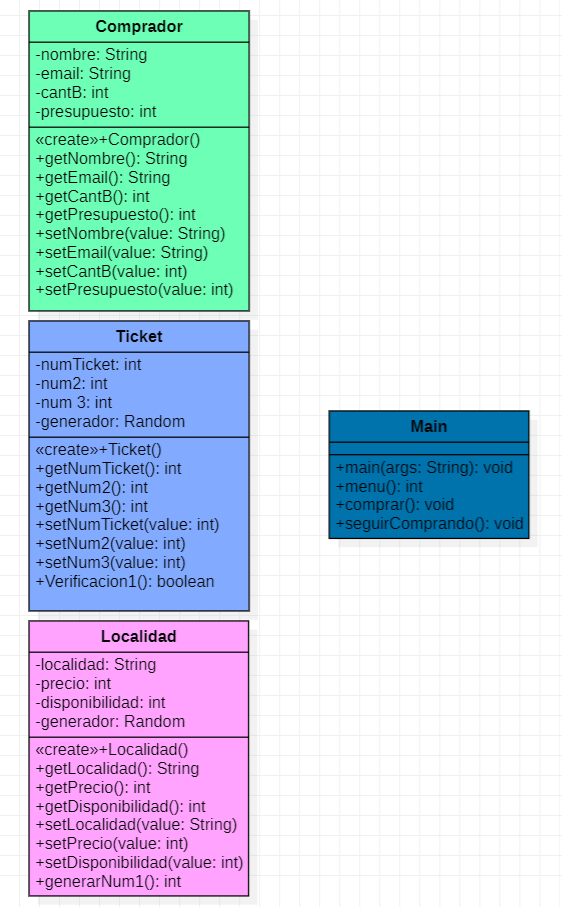 Comprador
-nombre: String
-email: String
-cantB: int
-presupuesto: int
«create»+Comprador()
+getNombre(): String
+getEmail(): String
+getCantB(): int
+getPresupuesto(): int
+setNombre(value: String)
+setEmail(value: String)
+setCantB(value: int)
+setPresupuesto(value: int)
Ticket
-numTicket: int
-num2: int
-num 3: int
-generador: Random
«create»+Ticket()
+getNumTicket(): int
+getNum2(): int
+getNum3(): int
+setNumTicket(value: int)
+setNum2(value: int)
+setNum3(value: int)
+Verificacion1(): boolean
Localidad
-localidad: String
-precio: int
-disponibilidad: int
-generador: Random
«create»+Localidad()
+getLocalidad(): String
+getPrecio(): int
+getDisponibilidad(): int
+setLocalidad(value: String)
+setPrecio(value: int)
+setDisponibilidad(value: int)
+generarNum1(): int
Main
+main(args: String): void
+menu(): int
+comprar(): void
+seguirComprando(): void